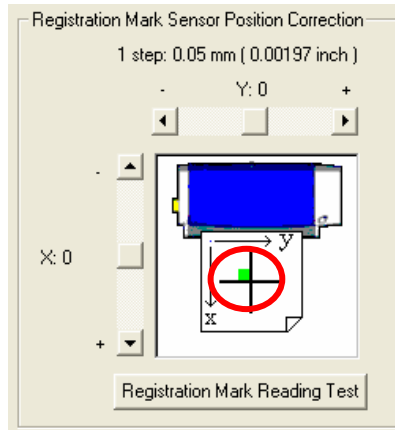 Registration Mark Sensor Position Correction
1 step: 0.05 mm ( 0.00197 inch )
- Y: 0 +
-
y
X: 0
x
+
Registration Mark Reading Test